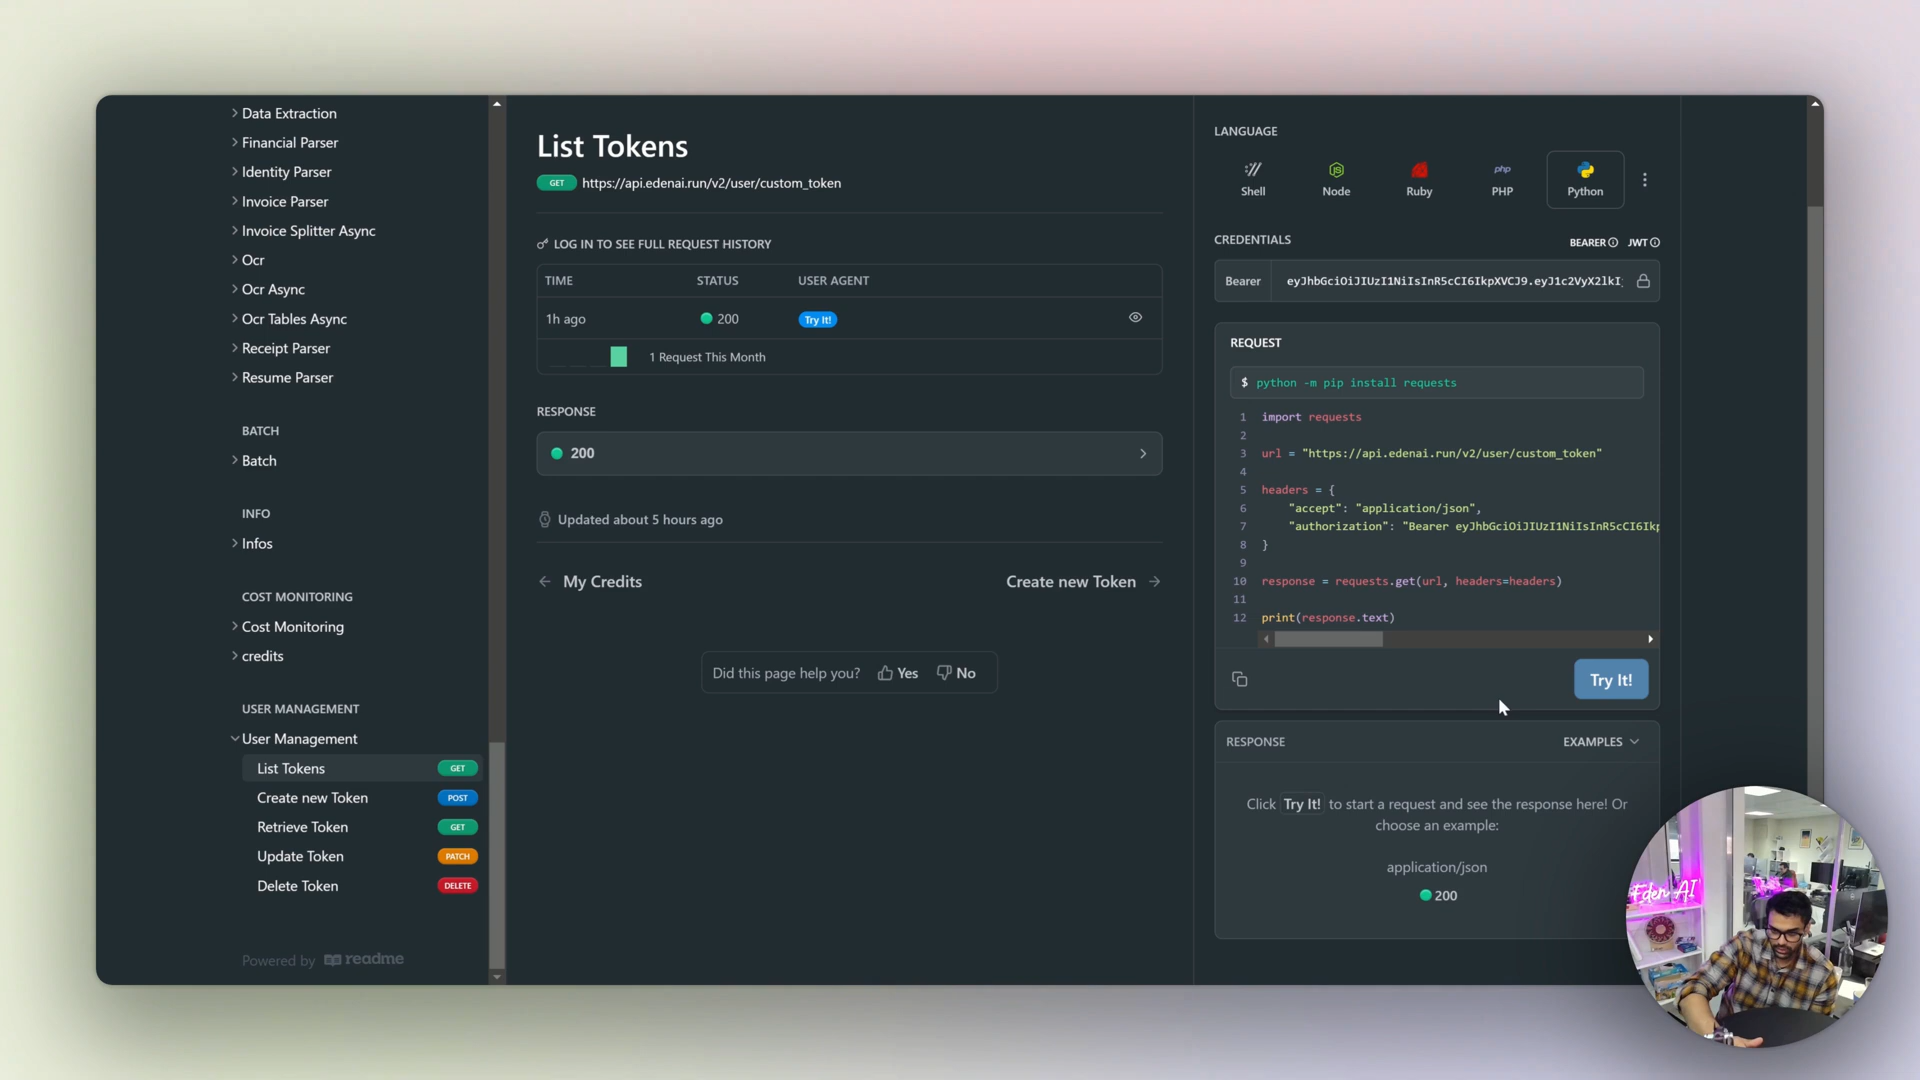 Data Extraction
Financial Parser
Identity Parser
Invoice Parser
Invoice Splitter Async
Ocr
Ocr Async
Ocr Tables Async
Receipt Parser
Resume Parser
BATCH
Batch
INFO
Infos
COST MONITORING
Cost Monitoring
credits
USER MANAGEMENT
User Management
List Tokens GET
Create new Token POST
Retrieve Token GET
Update Token PATCH
Delete Token DELETE
Powered by readme
List Tokens
GET https://api.edenai.run/v2/user/custom_token
LOG IN TO SEE FULL REQUEST HISTORY
TIME STATUS USER AGENT
1h ago 200 Try It!
1 Request This Month
RESPONSE
200
Updated about 5 hours ago
My Credits Create new Token
Did this page help you? Yes No
LANGUAGE
php
Shell Node Ruby PHP Python
CREDENTIALS BEARER JWT
Bearer eyJhbGciOiJIUzI1NiIsInR5cCI6IkpXVCJ9.eyJ1c2VyX2lkI
REQUEST
$ python -m pip install requests
1 import requests
2
3 url = "https://api.edenai.run/v2/user/custom_token"
4
5 headers = {
6 "accept": "application/json",
7 "authorization": "Bearer eyJhbGciOiJIUzI1NiIsInR5cCI6Ikp
8 }
9
10 response = requests.get(url, headers=headers)
11
12 print(response.text)
Try It!
RESPONSE EXAMPLES
Click Try It! to start a request and see the response here! Or
choose an example:
application/json
200
Eden AI